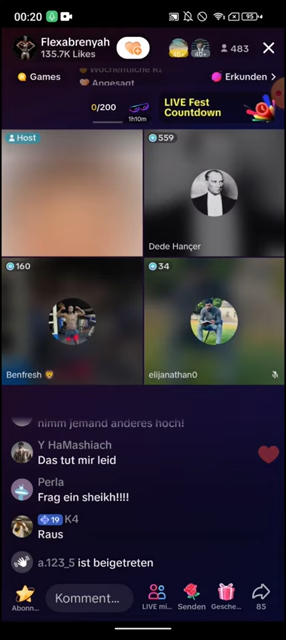 00:20
95
Flexabrenyah
135.7K Likes
483
Games
Wöchentliche R
Angesagt
Erkunden >
0/200
1h10m
LIVE Fest
Countdown
Host
559
Dede Hançer
160
34
Benfresh
elijanathan0
nimm jemand anderes hoch!
Y HaMashiach
Das tut mir leid
Perla
Frag ein sheikh!!!!
19 K4
Raus
a.123_5 ist beigetreten
Komment...
Abonn...
LIVE mi...
Senden
Gesche...
85